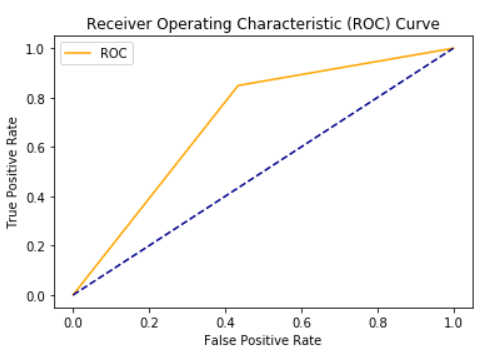 Receiver Operating Characteristic (ROC) Curve
ROC
1.0
0.8
0.6
0.4
0.2
0.0
True Positive Rate
0.0 0.2 0.4 0.6 0.8 1.0
False Positive Rate